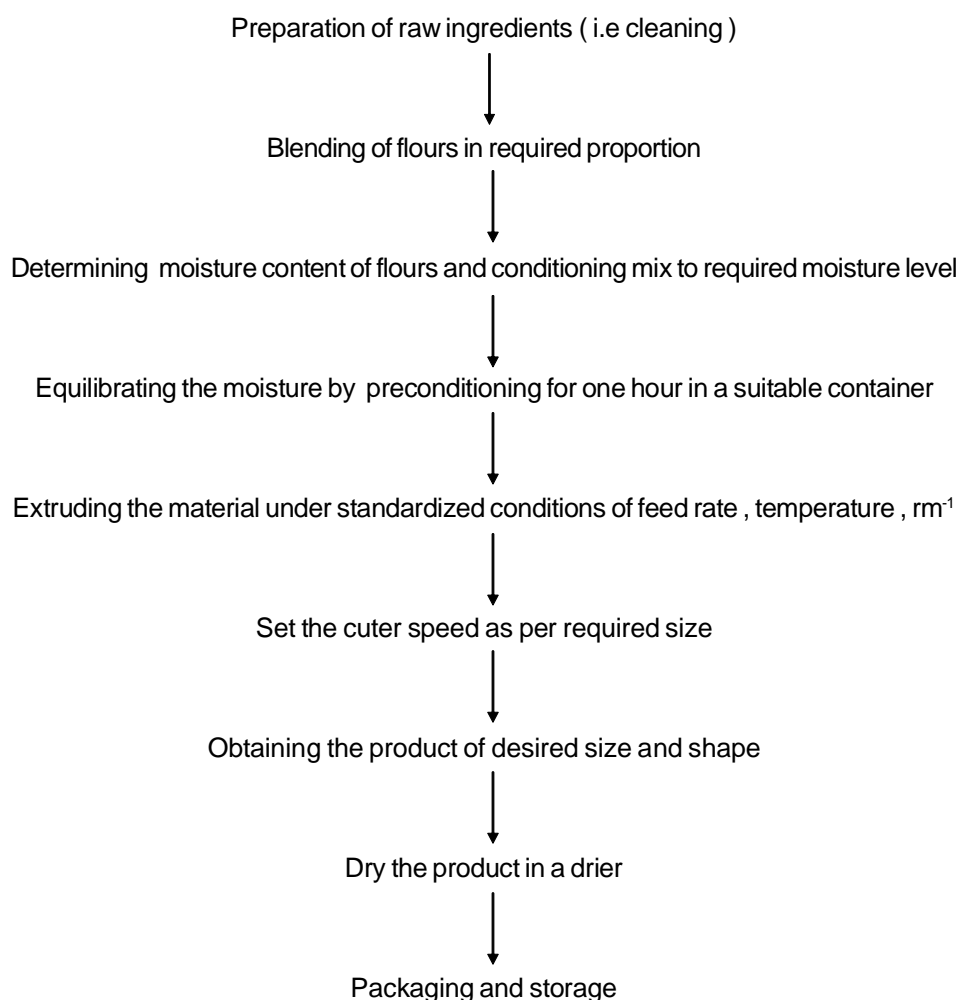 Preparation of raw ingredients ( i.e cleaning )
Blending of flours in required proportion
Determining moisture content of flours and conditioning mix to required moisture level
Equilibrating the moisture by preconditioning for one hour in a suitable container
Extruding the material under standardized conditions of feed rate , temperature , rm⁻¹
Set the cuter speed as per required size
Obtaining the product of desired size and shape
Dry the product in a drier
Packaging and storage